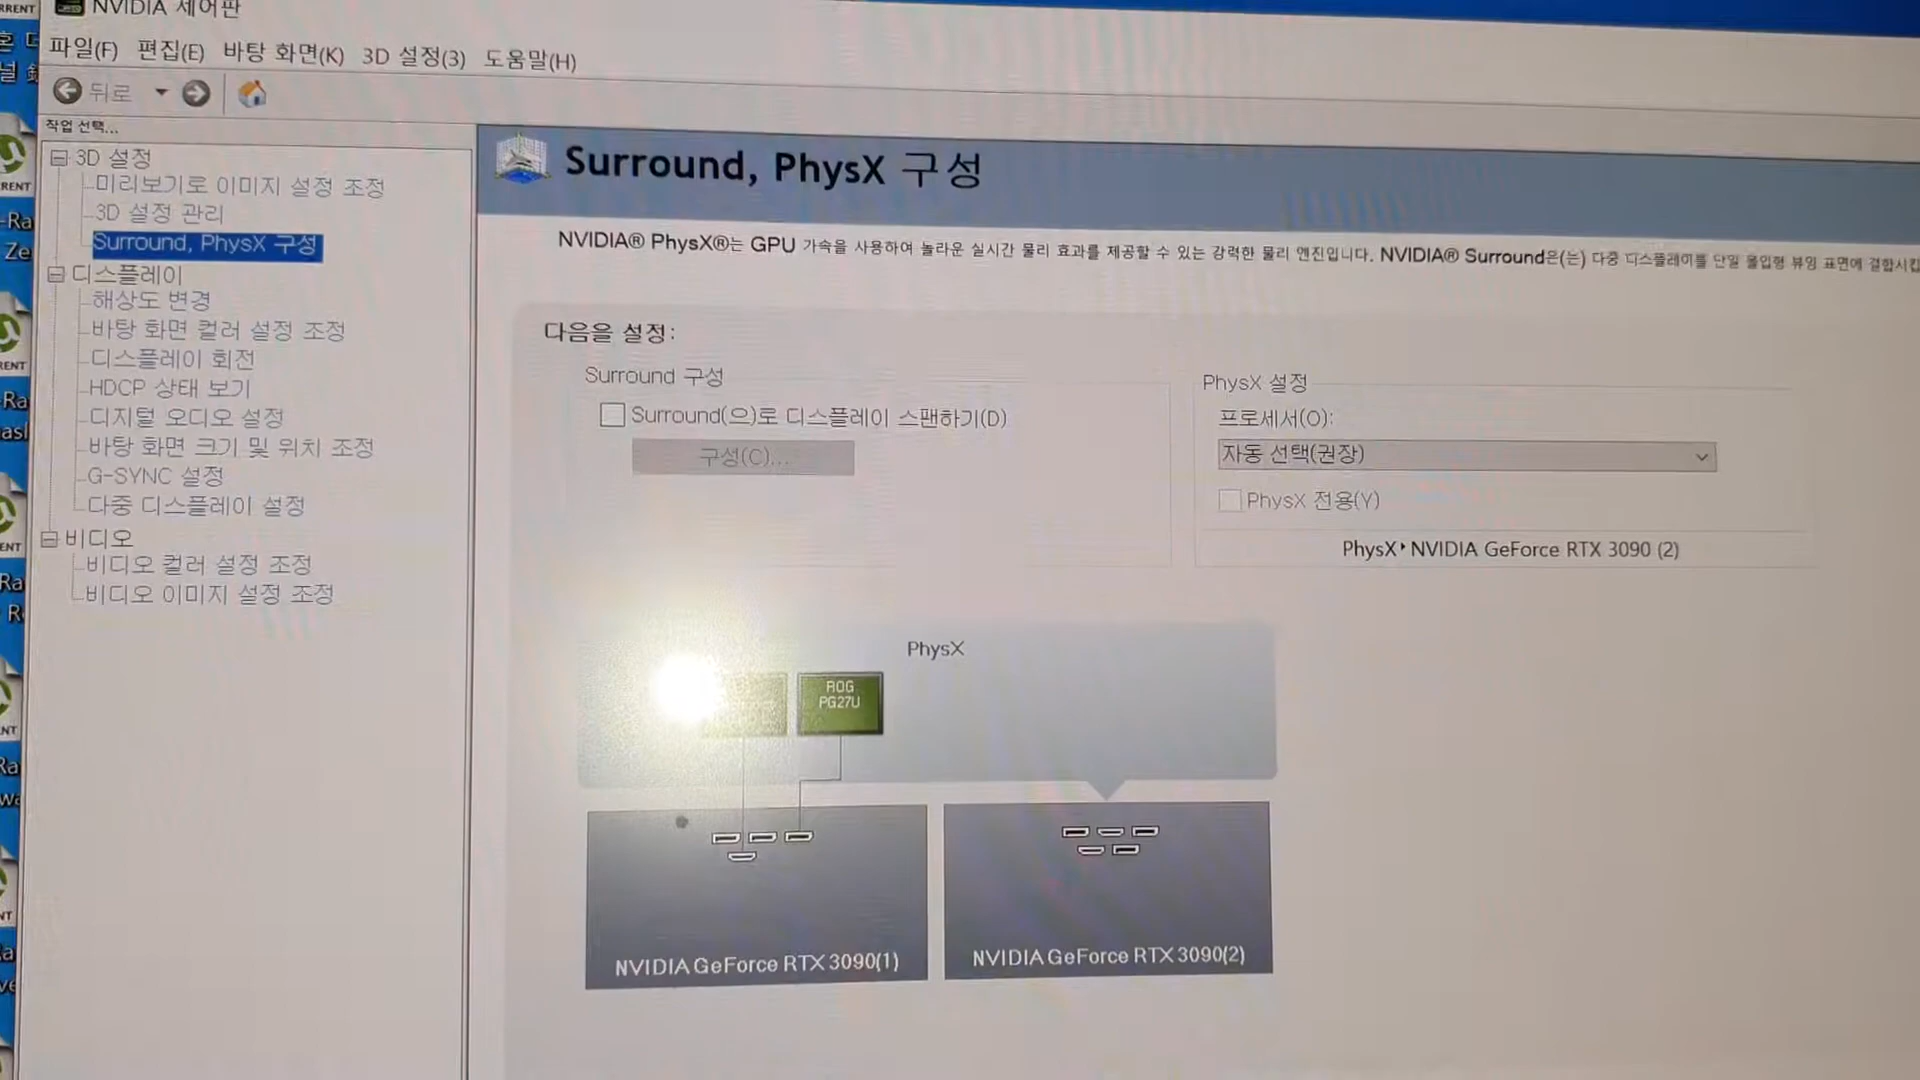 RRENT
NVIDIA 제어판
파일(F) 편집(E) 바탕 화면(K) 3D 설정(3) 도움말(H)
뒤로
작업 선택...
3D 설정
미리보기로 이미지 설정 조정
3D 설정 관리
Surround, PhysX 구성
디스플레이
해상도 변경
바탕 화면 컬러 설정 조정
디스플레이 회전
HDCP 상태 보기
디지털 오디오 설정
바탕 화면 크기 및 위치 조정
G-SYNC 설정
다중 디스플레이 설정
비디오
비디오 컬러 설정 조정
비디오 이미지 설정 조정
Surround, PhysX 구성
NVIDIA® PhysX®는 GPU 가속을 사용하여 놀라운 실시간 물리 효과를 제공할 수 있는 강력한 물리 엔진입니다. NVIDIA® Surround은(는) 다중 디스플레이를 단일 몰입형 뷰잉 표면에 결합시킵
다음을 설정:
Surround 구성
Surround(으)로 디스플레이 스팬하기(D)
구성(C)...
PhysX 설정
프로세서(O):
자동 선택(권장)
PhysX 전용(Y)
PhysX NVIDIA GeForce RTX 3090 (2)
PhysX
ROG
PG27U
NVIDIA GeForce RTX 3090(1)
NVIDIA GeForce RTX 3090(2)